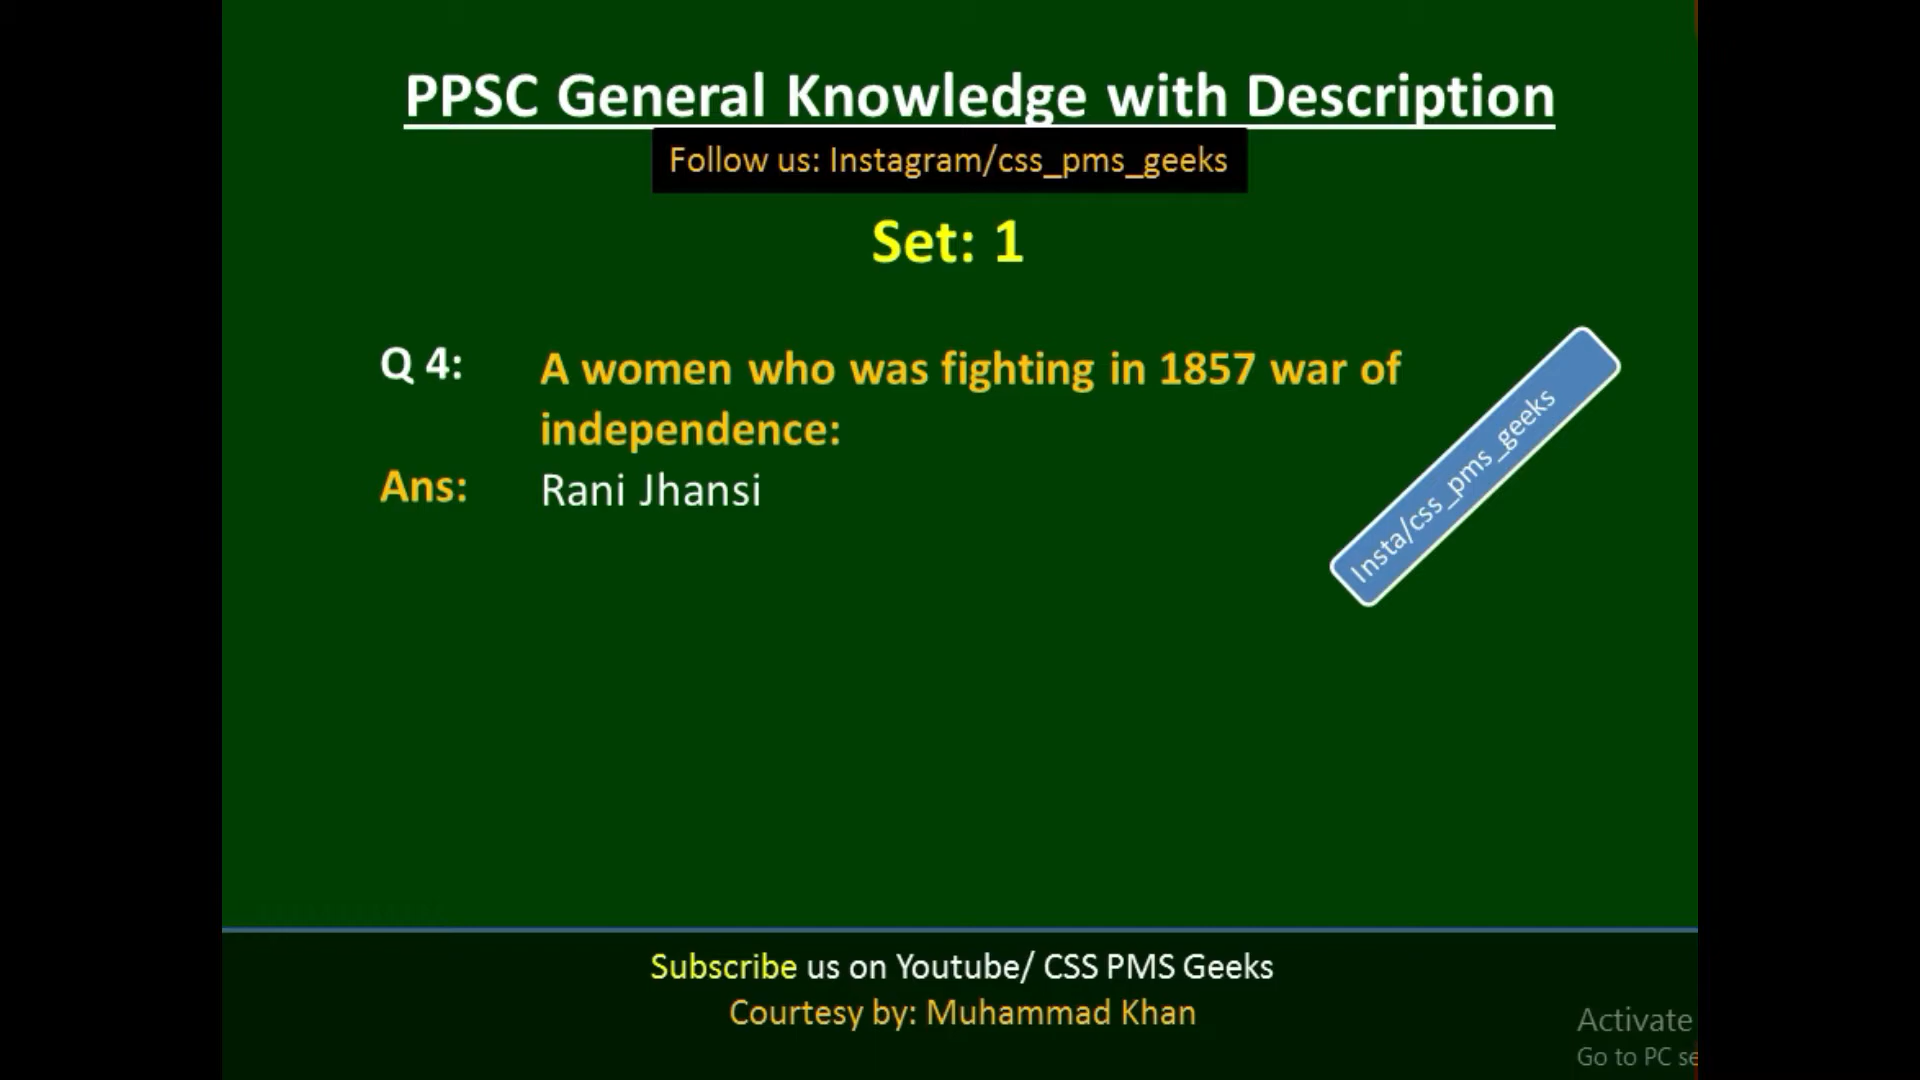 PPSC General Knowledge with Description
Follow us: Instagram/css_pms_geeks
Set: 1
Q 4: A women who was fighting in 1857 war of
independence:
Ans: Rani Jhansi
Insta/css_pms_geeks
Subscribe us on Youtube/ CSS PMS Geeks
Courtesy by: Muhammad Khan
Activate
Go to PC se